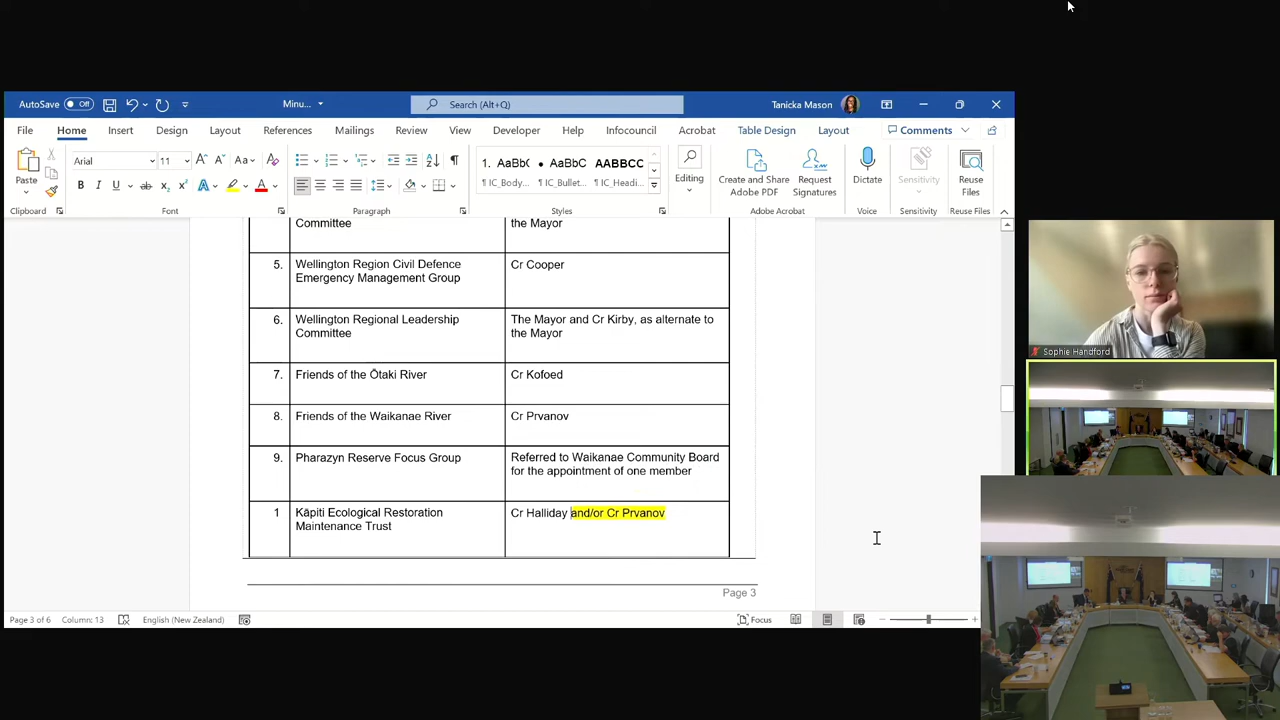 AutoSave Off
Minu...
Search (Alt+Q)
Tanicka Mason
File Home Insert Design Layout References Mailings Review View Developer Help Infocouncil Acrobat Table Design Layout
Comments
Paste
Arial 11
Aa
B I U ab x₂ x² A A
1. AaBb( • AaBbC AABBCC
¶ IC_Body... ¶ IC_Bullet... ¶ IC_Headi...
Editing
Create and Share
Adobe PDF
Request
Signatures
Dictate
Sensitivity
Reuse
Files
Clipboard Font Paragraph Styles Adobe Acrobat Voice Sensitivity Reuse Files
Committee
the Mayor
5. Wellington Region Civil Defence
Emergency Management Group
Cr Cooper
6. Wellington Regional Leadership
Committee
The Mayor and Cr Kirby, as alternate to
the Mayor
7. Friends of the Ōtaki River
Cr Kofoed
8. Friends of the Waikanae River
Cr Prvanov
9. Pharazyn Reserve Focus Group
Referred to Waikanae Community Board
for the appointment of one member
1 Kāpiti Ecological Restoration
Maintenance Trust
Cr Halliday and/or Cr Prvanov
Page 3
Page 3 of 6 Column: 13 English (New Zealand) Focus
Sophie Handford